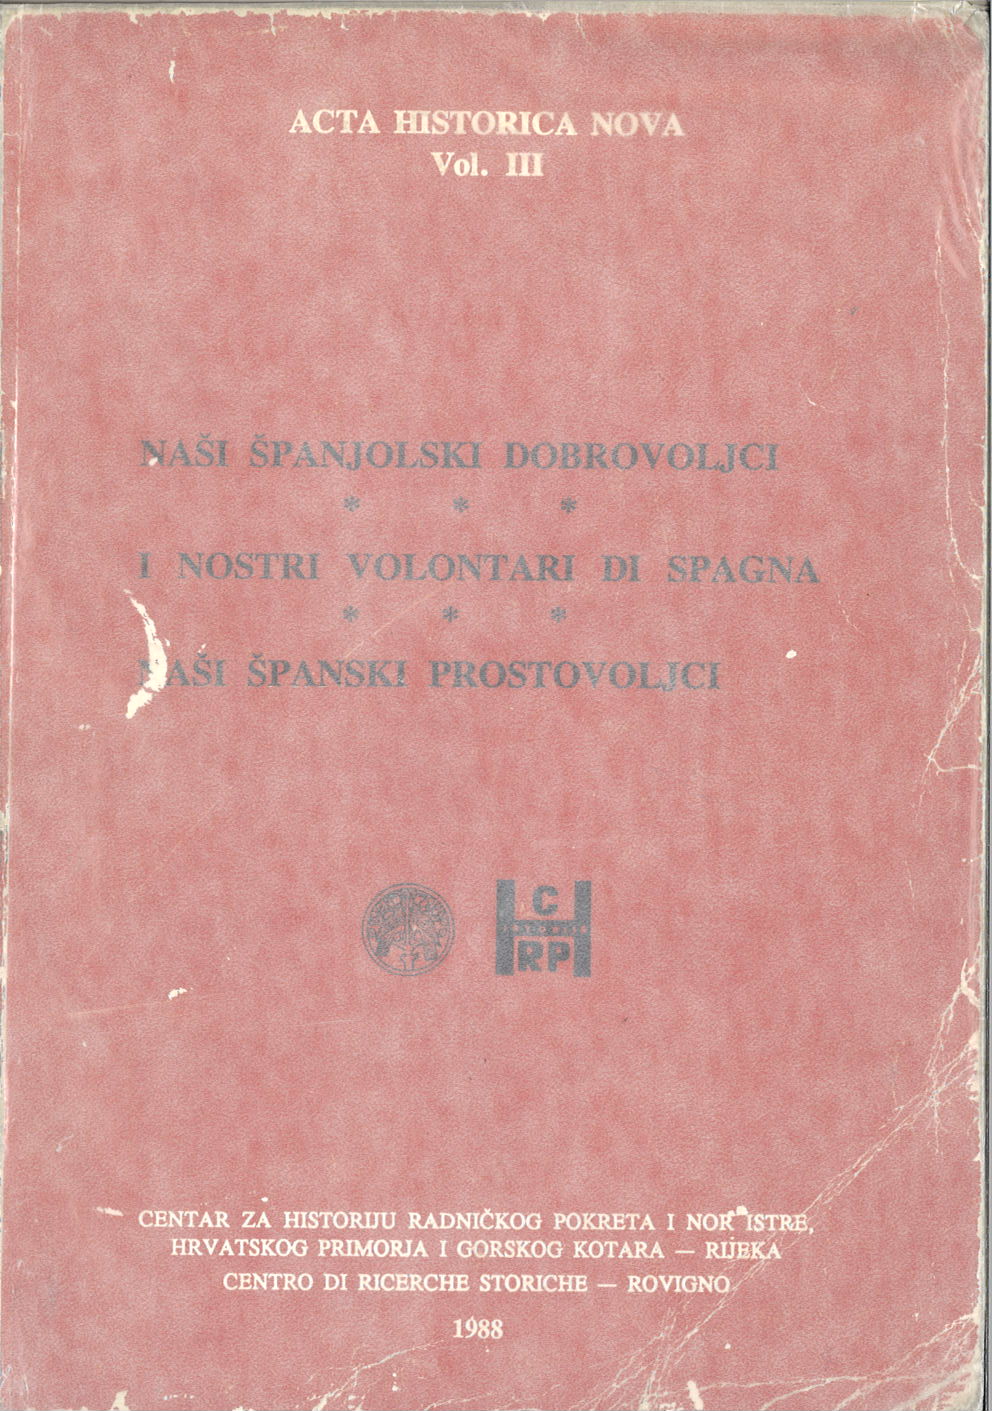 ACTA HISTORICA NOVA
Vol. III
NAŠI ŠPANJOLSKI DOBROVOLJCI
* * *
I NOSTRI VOLONTARI DI SPAGNA
* * *
NAŠI ŠPANSKI PROSTOVOLJCI
C
RP
CENTAR ZA HISTORIJU RADNIČKOG POKRETA I NOR ISTRE,
HRVATSKOG PRIMORJA I GORSKOG KOTARA — RIJEKA
CENTRO DI RICERCHE STORICHE — ROVIGNO
1988